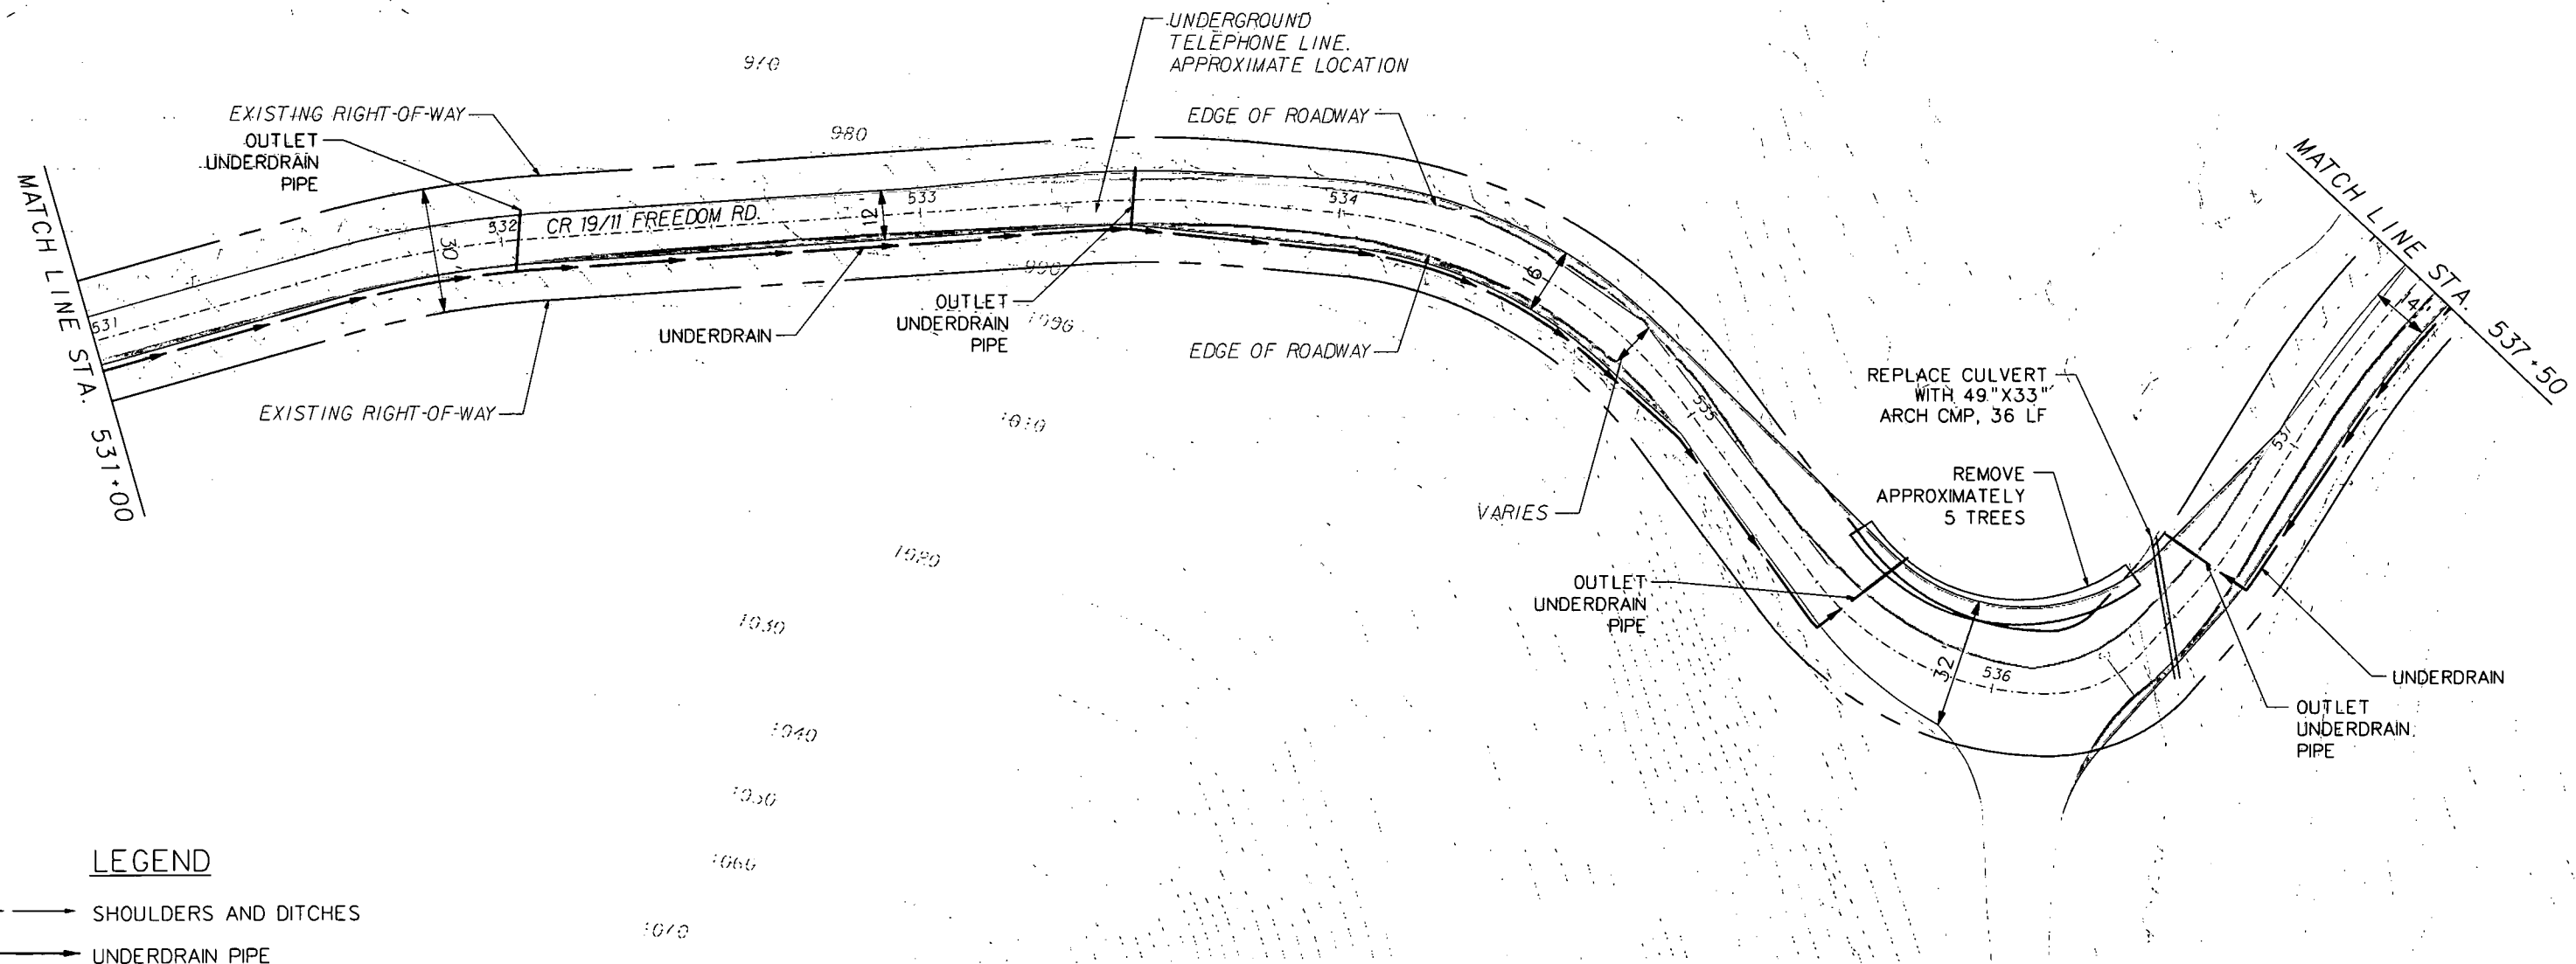 UNDERGROUND
TELEPHONE LINE.
APPROXIMATE LOCATION
970
EXISTING RIGHT-OF-WAY
OUTLET
UNDERDRAIN
PIPE
980
EDGE OF ROADWAY
MATCH LINE STA. 531+00
531
30'
532
CR 19/11 FREEDOM RD.
12'
533
534
16'
990
UNDERDRAIN
OUTLET
UNDERDRAIN
PIPE
EDGE OF ROADWAY
EXISTING RIGHT-OF-WAY
1010
VARIES
535
1020
MATCH LINE STA. 537+50
14'
REPLACE CULVERT
WITH 49"X33"
ARCH CMP, 36 LF
537
REMOVE
APPROXIMATELY
5 TREES
OUTLET
UNDERDRAIN
PIPE
1030
32'
536
UNDERDRAIN
OUTLET
UNDERDRAIN
PIPE
1040
1050
1060
1070
LEGEND
SHOULDERS AND DITCHES
UNDERDRAIN PIPE